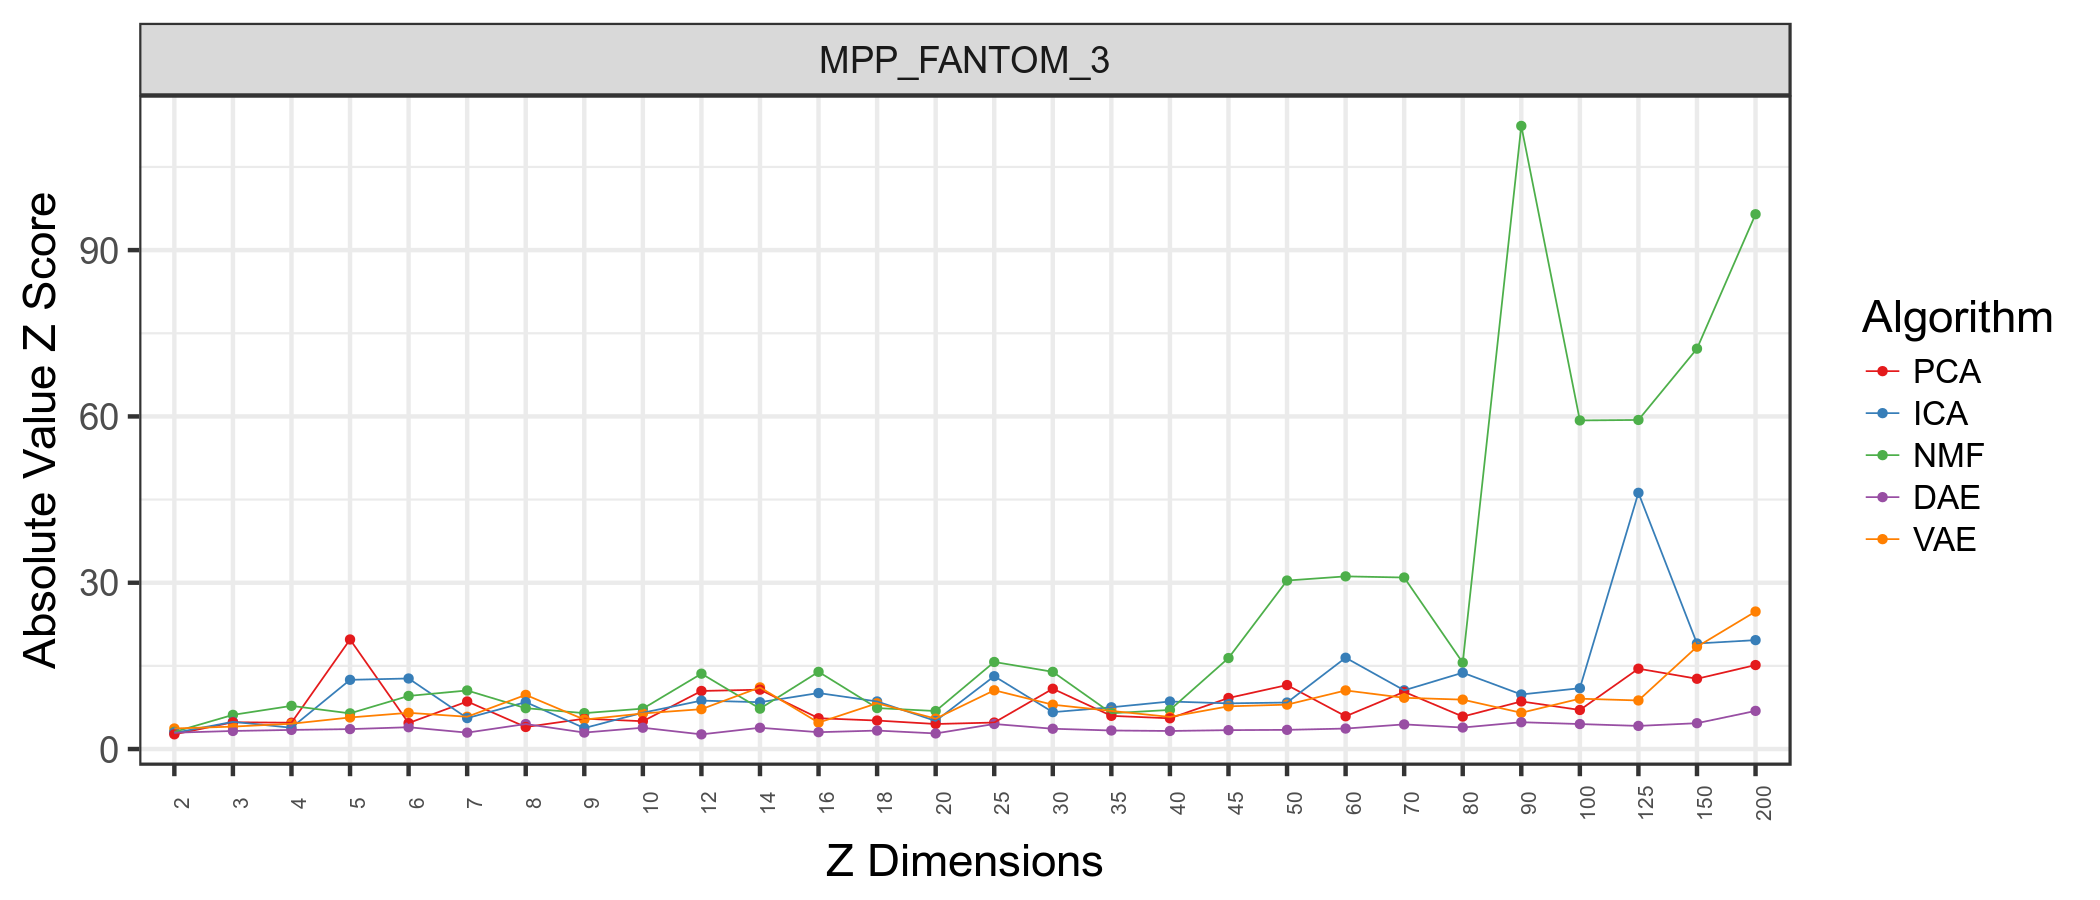 MPP_FANTOM_3
Absolute Value Z Score
90
60
30
0
2 3 4 5 6 7 8 9 10 12 14 16 18 20 25 30 35 40 45 50 60 70 80 90 100 125 150 200
Z Dimensions
Algorithm
PCA
ICA
NMF
DAE
VAE